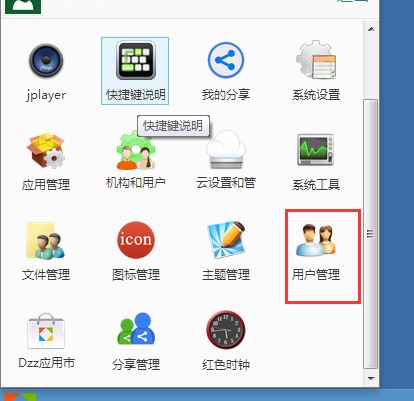 jplayer
快捷键说明
我的分享
系统设置
快捷键说明
应用管理
机构和用户
云设置和管
系统工具
文件管理
icon
图标管理
主题管理
用户管理
Dzz应用市
分享管理
红色时钟